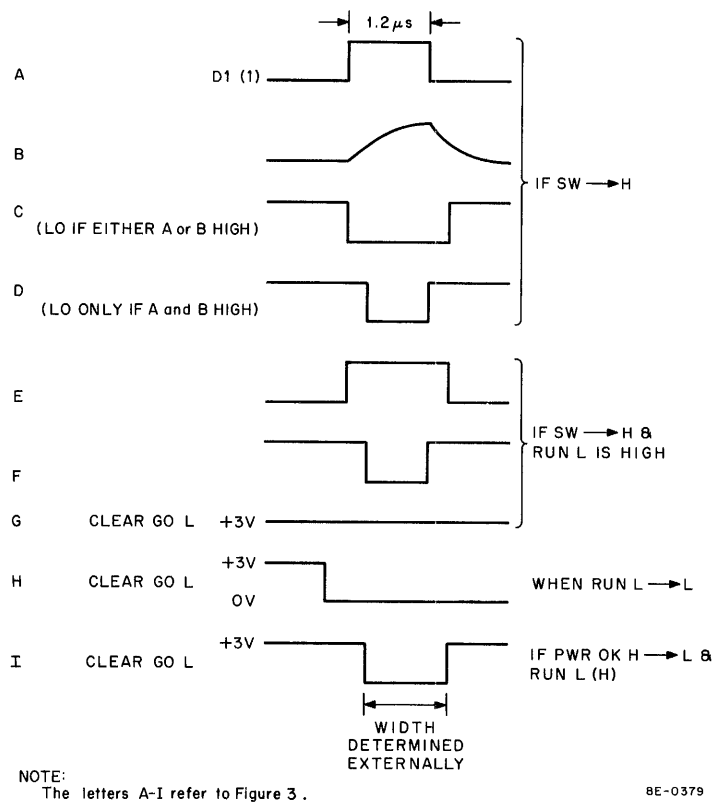 1.2 µs
A D1 (1)
B
IF SW → H
C
(LO IF EITHER A or B HIGH)
D
(LO ONLY IF A and B HIGH)
E
IF SW → H &
RUN L IS HIGH
F
G CLEAR GO L +3V
+3V
H CLEAR GO L WHEN RUN L → L
0V
+3V
I CLEAR GO L IF PWR OK H → L &
RUN L (H)
WIDTH
DETERMINED
EXTERNALLY
NOTE:
The letters A-I refer to Figure 3.
8E-0379